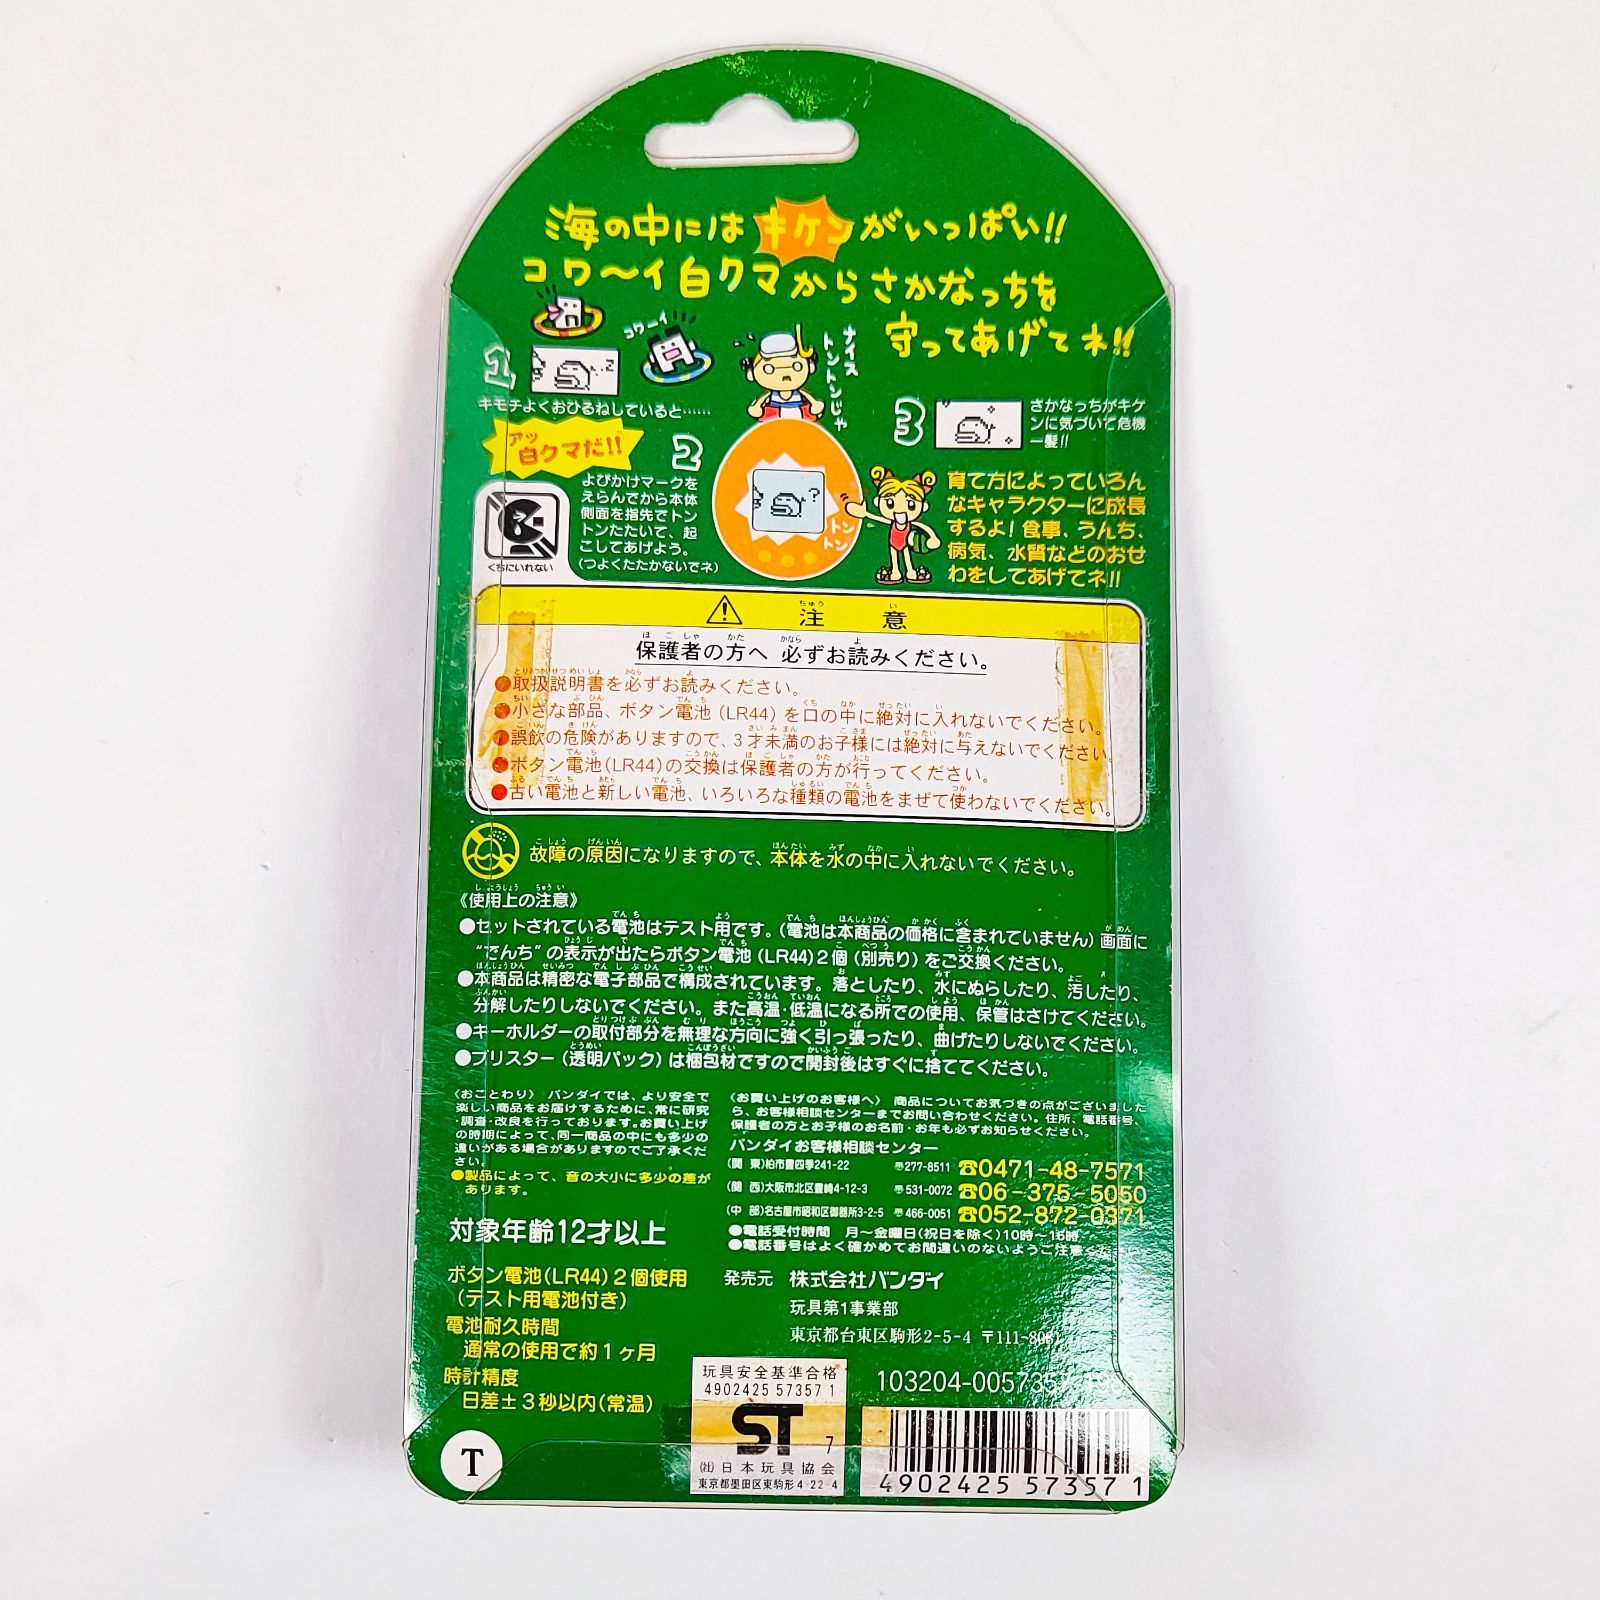 海の中にはキケンがいっぱい!!
コワ～イ白クマからさかなっちを
守ってあげてネ!!
コワーイ
ナイス
トントンじゃ
1
キモチよくおひるねしていると……
アッ
白クマだ!!
2
よびかけマークを
えらんでから本体
側面を指先でトン
トンたたいて、起
こしてあげよう。
(つよくたたかないでネ)
くちにいれない
トン
トン
3
さかなっちがキケ
ンに気づいて危機
一髪!!
育て方によっていろん
なキャラクターに成長
するよ！食事、うんち、
病気、水質などのおせ
わをしてあげてネ!!
注意
保護者の方へ 必ずお読みください。
●取扱説明書を必ずお読みください。
●小さな部品、ボタン電池(LR44)を口の中に絶対に入れないでください。
●誤飲の危険がありますので、3才未満のお子様には絶対に与えないでください。
●ボタン電池(LR44)の交換は保護者の方が行ってください。
●古い電池と新しい電池、いろいろな種類の電池をまぜて使わないでください。
故障の原因になりますので、本体を水の中に入れないでください。
《使用上の注意》
●セットされている電池はテスト用です。(電池は本商品の価格に含まれていません)画面に
“でんち”の表示が出たらボタン電池(LR44)2個(別売り)をご交換ください。
●本商品は精密な電子部品で構成されています。落としたり、水にぬらしたり、汚したり、
分解したりしないでください。また高温・低温になる所での使用、保管はさけてください。
●キーホルダーの取付部分を無理な方向に強く引っ張ったり、曲げたりしないでください。
●ブリスター(透明パック)は梱包材ですので開封後はすぐに捨ててください。
〈おことわり〉 バンダイでは、より安全で
楽しい商品をお届けするために、常に研究
・調査・改良を行っております。お買い上げ
の時期によって、同一商品の中にも多少の
違いがある場合がありますのでご了承くだ
さい。
●製品によって、音の大小に多少の差が
あります。
〈お買い上げのお客様へ〉 商品についてお気づきの点がございました
ら、お客様相談センターまでお問い合わせください。住所、電話番号、
保護者の方とお子様のお名前・お年も必ずお知らせください。
バンダイお客様相談センター
(関 東)柏市豊四季241-22 〒277-8511 ☎0471-48-7571
(関 西)大阪市北区豊崎4-12-3 〒531-0072 ☎06-375-5050
(中 部)名古屋市昭和区御器所3-2-5 〒466-0051 ☎052-872-0371
●電話受付時間 月～金曜日(祝日を除く)10時～16時
●電話番号はよく確かめてお間違いのないようご注意ください
対象年齢12才以上
ボタン電池(LR44)2個使用
(テスト用電池付き)
電池耐久時間
通常の使用で約1ヶ月
時計精度
日差±3秒以内(常温)
発売元 株式会社バンダイ
玩具第1事業部
東京都台東区駒形2-5-4 〒111-8081
T
玩具安全基準合格
4902425 57357 1
ST 7
(社)日本玩具協会
東京都墨田区東駒形4-22-4
103204-005735
4902425 573571